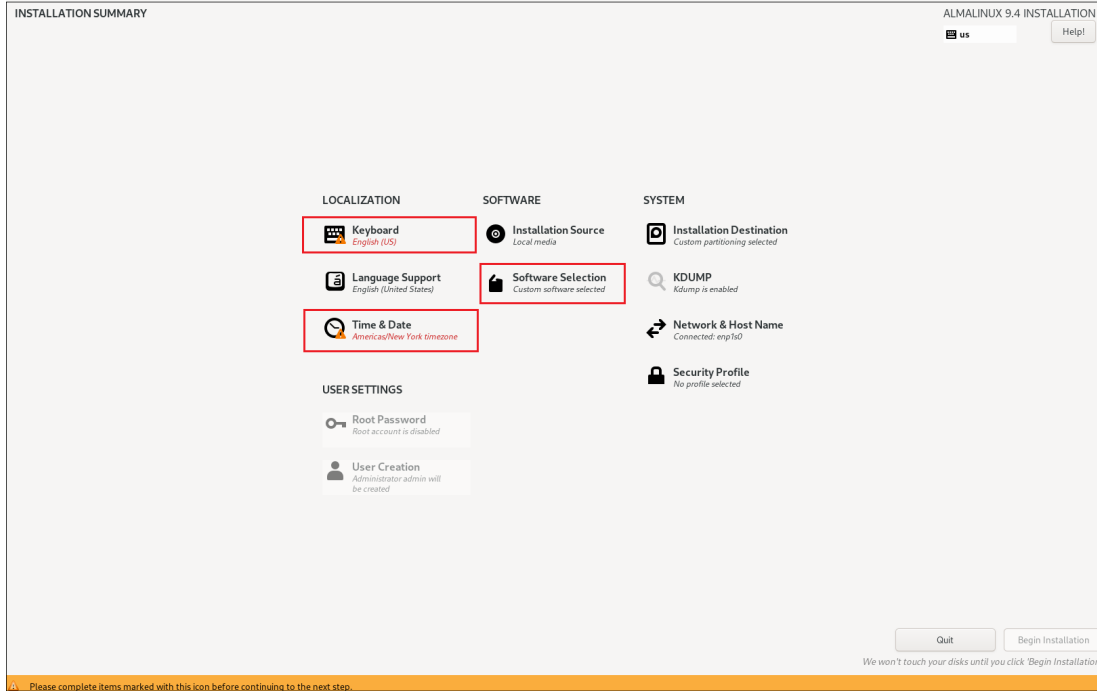 INSTALLATION SUMMARY
ALMALINUX 9.4 INSTALLATION
us
Help!
LOCALIZATION
Keyboard
English (US)
Language Support
English (United States)
Time & Date
Americas/New York timezone
USER SETTINGS
Root Password
Root account is disabled
User Creation
Administrator admin will
be created
SOFTWARE
Installation Source
Local media
Software Selection
Custom software selected
SYSTEM
Installation Destination
Custom partitioning selected
KDUMP
Kdump is enabled
Network & Host Name
Connected: enp1s0
Security Profile
No profile selected
Quit
Begin Installation
We won't touch your disks until you click 'Begin Installation
Please complete items marked with this icon before continuing to the next step.